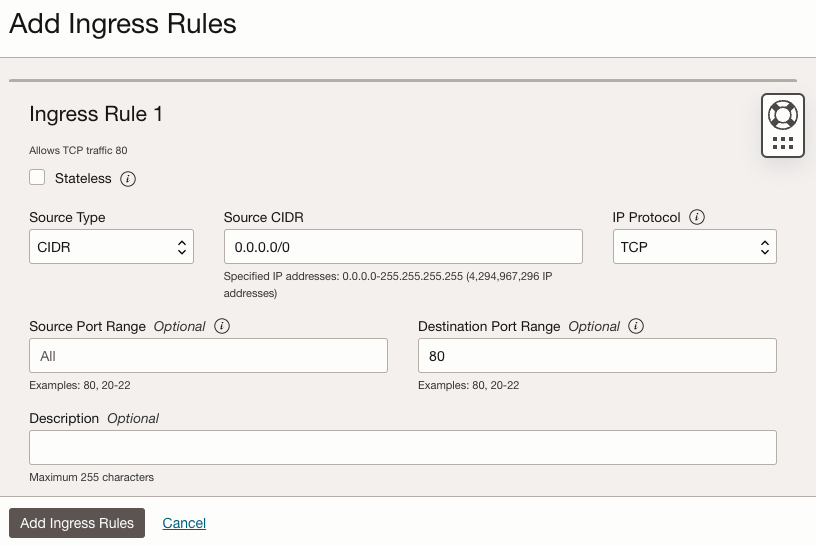 Add Ingress Rules
Ingress Rule 1
Allows TCP traffic 80
Stateless
Source Type
Source CIDR
IP Protocol
CIDR
0.0.0.0/0
TCP
Specified IP addresses: 0.0.0.0-255.255.255.255 (4,294,967,296 IP
addresses)
Source Port Range Optional
Destination Port Range Optional
All
80
Examples: 80, 20-22
Examples: 80, 20-22
Description Optional
Maximum 255 characters
Add Ingress Rules
Cancel